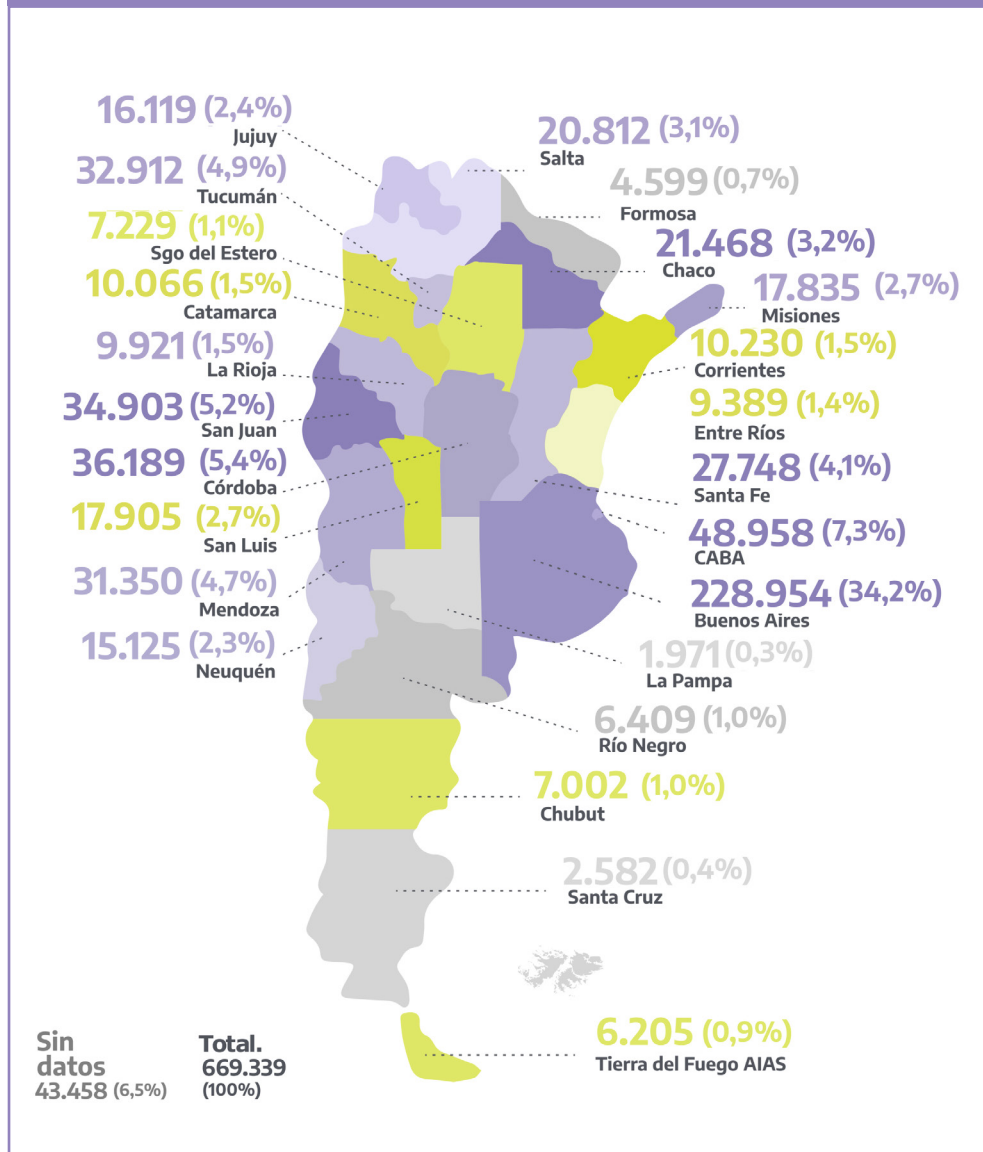 16.119 (2,4%)
Jujuy
32.912 (4,9%)
Tucumán
7.229 (1,1%)
Sgo del Estero
10.066 (1,5%)
Catamarca
9.921 (1,5%)
La Rioja
34.903 (5,2%)
San Juan
36.189 (5,4%)
Córdoba
17.905 (2,7%)
San Luis
31.350 (4,7%)
Mendoza
15.125 (2,3%)
Neuquén
20.812 (3,1%)
Salta
4.599 (0,7%)
Formosa
21.468 (3,2%)
Chaco
17.835 (2,7%)
Misiones
10.230 (1,5%)
Corrientes
9.389 (1,4%)
Entre Ríos
27.748 (4,1%)
Santa Fe
48.958 (7,3%)
CABA
228.954 (34,2%)
Buenos Aires
1.971 (0,3%)
La Pampa
6.409 (1,0%)
Río Negro
7.002 (1,0%)
Chubut
2.582 (0,4%)
Santa Cruz
6.205 (0,9%)
Tierra del Fuego AIAS
Sin
datos
43.458 (6,5%)
Total.
669.339
(100%)